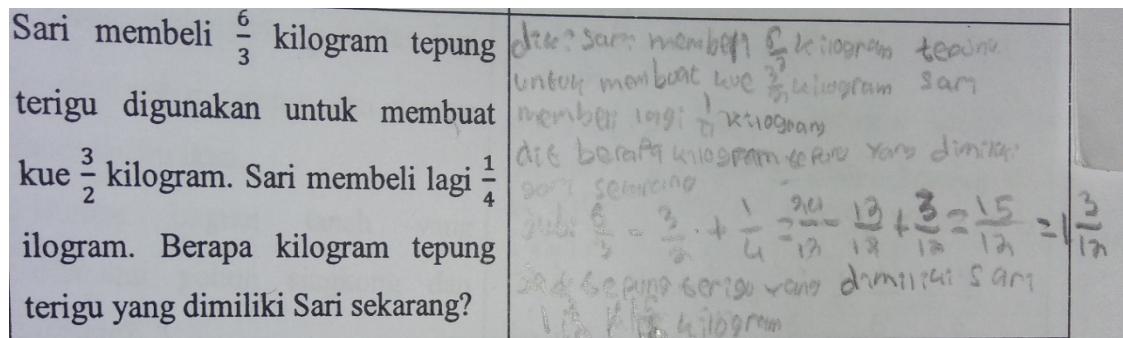 Sari membeli 6/3 kilogram tepung
terigu digunakan untuk membuat
kue 3/2 kilogram. Sari membeli lagi 1/4
ilogram. Berapa kilogram tepung
terigu yang dimiliki Sari sekarang?
dik: Sari membeli 6/3 kilogram tepung
untuk membuat kue 3/2 kilogram Sari
membeli lagi 1/4 kilogram
dit berapa kilogram yang dimiliki
sari sekarang
jwb: 6/3 - 3/2 + 1/4 = 24/12 - 12/12 + 3/12 = 15/12 = 1 3/12
jadi tepung terigu yang dimiliki Sari
kilogram